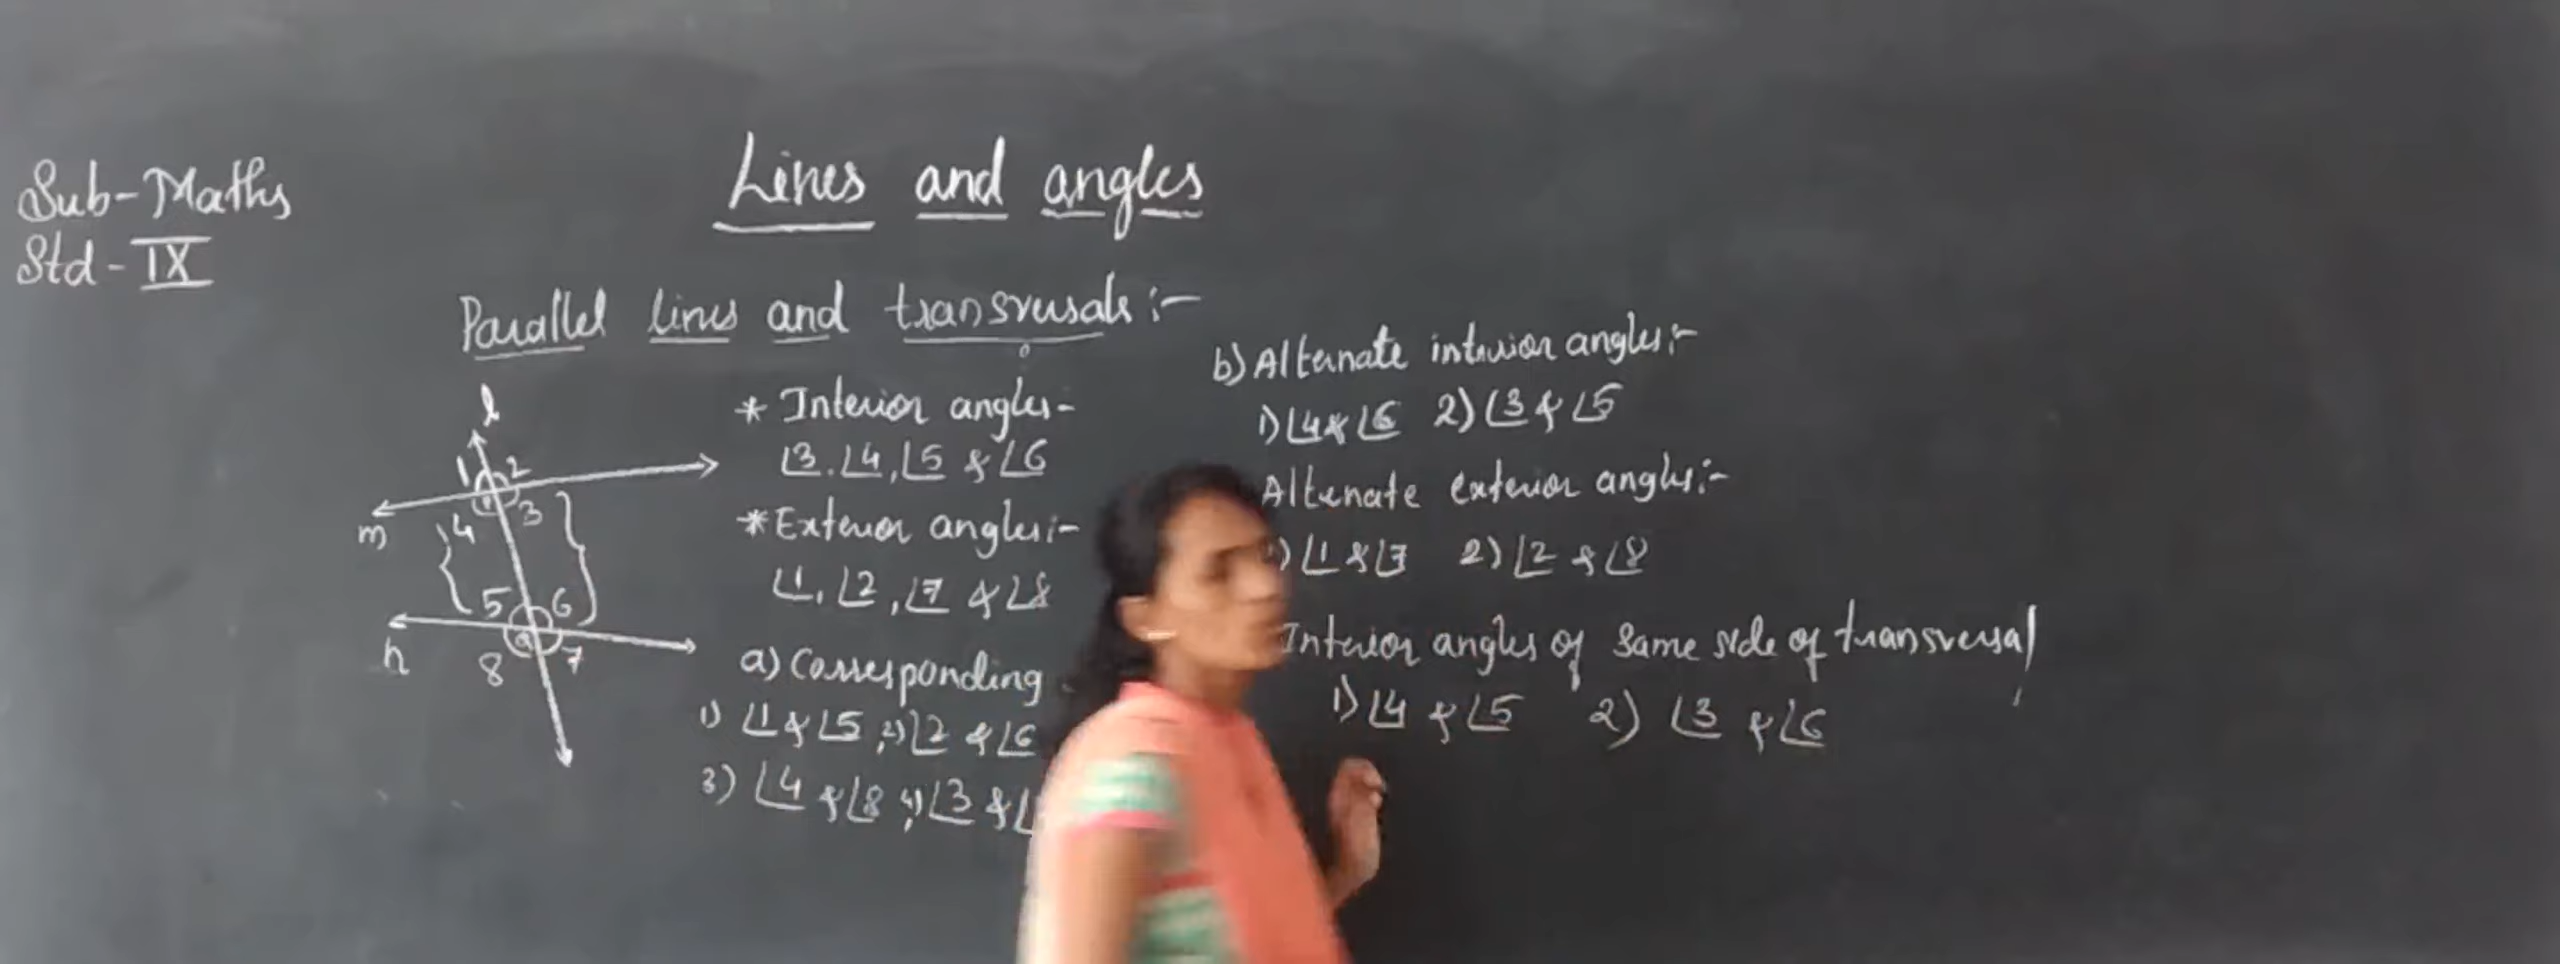 Sub-Maths
Std-IX
Lines and angles
Parallel lines and transversals:-
l
1 2
m
4 3
5 6
n
8 7
* Interior angles-
∠3. ∠4, ∠5 & ∠6
* Exterior angles:-
∠1, ∠2, ∠7 & ∠8
a) Corresponding
1) ∠1 & ∠5, 2) ∠2 & ∠6
3) ∠4 & ∠8, 4) ∠3 & ∠
b) Alternate interior angles:-
1) ∠4 & ∠6 2) ∠3 & ∠5
Alternate exterior angles:-
) ∠1 & ∠7 2) ∠2 & ∠8
Interior angles of same side of transversal
1) ∠4 & ∠5 2) ∠3 & ∠6